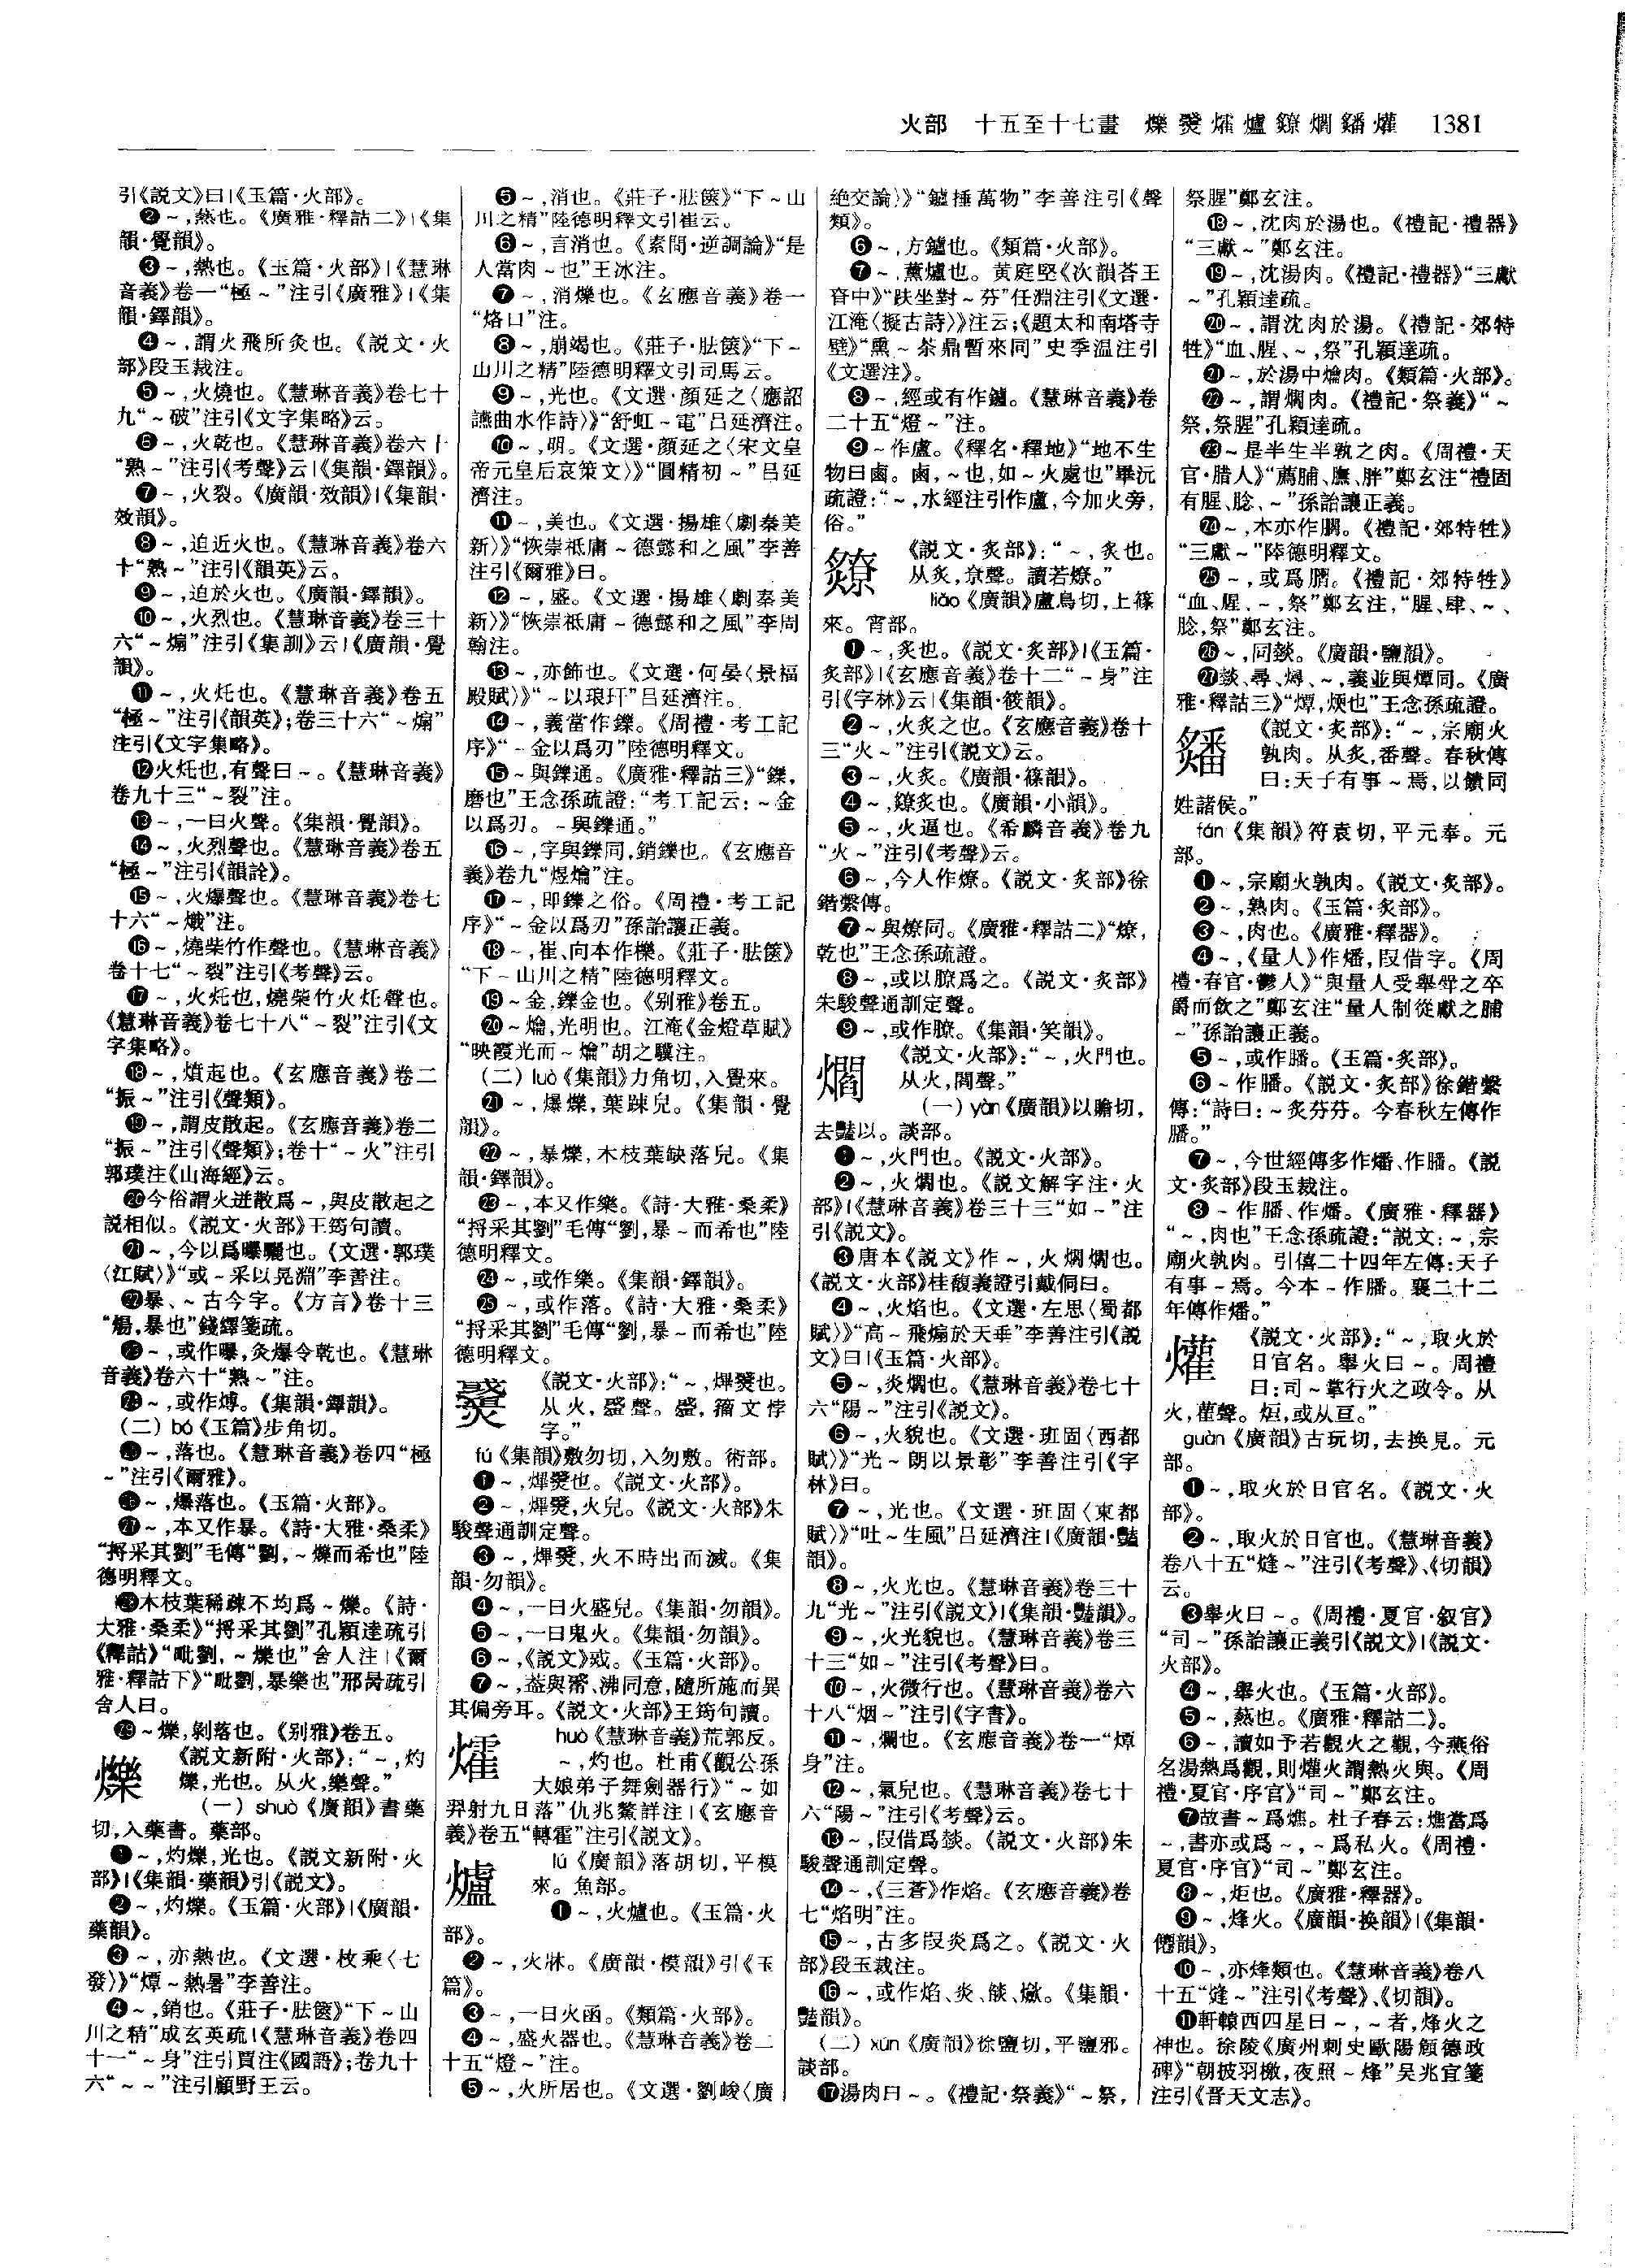 火部　十五至十七畫　爍㷶㸌爐爒爓䊩爟　1381
引《説文》曰|《玉篇·火部》。
❷～,熱也。《廣雅·釋詁二》|《集
韻·覺韻》。
❸～,熱也。《玉篇·火部》|《慧琳
音義》卷一“極～”注引《廣雅》|《集
韻·鐸韻》。
❹～,謂火飛所灸也。《説文·火
部》段玉裁注。
❺～,火燒也。《慧琳音義》卷七十
九“～破”注引《文字集略》云。
❻～,火乾也。《慧琳音義》卷六十
“熟～”注引《考聲》云|《集韻·鐸韻》。
❼～,火裂。《廣韻·效韻》|《集韻·
效韻》。
❽～,迫近火也。《慧琳音義》卷六
十“熟～”注引《韻英》云。
❾～,迫於火也。《廣韻·鐸韻》。
❿～,火烈也。《慧琳音義》卷三十
六“～煸”注引《集訓》云|《廣韻·覺
韻》。
⓫～,火灹也。《慧琳音義》卷五
“極～”注引《韻英》;卷三十六“～煸”
注引《文字集略》。
⓬火灹也,有聲曰～。《慧琳音義》
卷九十三“～裂”注。
⓭～,一曰火聲。《集韻·覺韻》。
⓮～,火烈聲也。《慧琳音義》卷五
“極～”注引《韻詮》。
⓯～,火爆聲也。《慧琳音義》卷七
十六“～熾”注。
⓰～,燒柴竹作聲也。《慧琳音義》
卷十七“～裂”注引《考聲》云。
⓱～,火灹也,燒柴竹火灹聲也。
《慧琳音義》卷七十八“～裂”注引《文
字集略》。
⓲～,燌起也。《玄應音義》卷二
“振～”注引《聲類》。
⓳～,謂皮散起。《玄應音義》卷二
“振～”注引《聲類》;卷十“～火”注引
郭璞注《山海經》云。
⓴今俗謂火迸散爲～,與皮散起之
説相似。《説文·火部》王筠句讀。
㉑～,今以爲曝曬也。《文選·郭璞
〈江賦〉》“或～采以晃淵”李善注。
㉒暴、～古今字。《方言》卷十三
“㬥,暴也”錢繹箋疏。
㉓～,或作曝,灸爆令乾也。《慧琳
音義》卷六十“熟～”注。
㉔～,或作煿。《集韻·鐸韻》。
(二)bó《玉篇》步角切。
㉕～,落也。《慧琳音義》卷四“極
～”注引《爾雅》。
㉖～,爆落也。《玉篇·火部》。
㉗～,本又作暴。《詩·大雅·桑柔》
“捋采其劉”毛傳“劉,～爍而希也”陸
德明釋文。
㉘木枝葉稀疎不均爲～爍。《詩·
大雅·桑柔》“捋采其劉”孔穎達疏引
《釋詁》“毗劉,～爍也”舍人注|《爾
雅·釋詁下》“毗劉,暴樂也”邢昺疏引
舍人曰。
㉙～爍,剝落也。《别雅》卷五。
爍　《説文新附·火部》:“～,灼
爍,光也。从火,樂聲。”
(一) shuò《廣韻》書藥
切,入藥書。藥部。
❶～,灼爍,光也。《説文新附·火
部》|《集韻·藥韻》引《説文》。
❷～,灼爍。《玉篇·火部》|《廣韻·
藥韻》。
❸～,亦熱也。《文選·枚乘〈七
發〉》“燂～熱暑”李善注。
❹～,銷也。《莊子·胠篋》“下～山
川之精”成玄英疏|《慧琳音義》卷四
十一“～身”注引賈注《國語》;卷九十
六“～～”注引顧野王云。
❺～,消也。《莊子·胠篋》“下～山
川之精”陸德明釋文引崔云。
❻～,言消也。《素問·逆調論》“是
人當肉～也”王冰注。
❼～,消爍也。《玄應音義》卷一
“烙口”注。
❽～,崩竭也。《莊子·胠篋》“下～
山川之精”陸德明釋文引司馬云。
❾～,光也。《文選·顔延之〈應詔
讌曲水作詩〉》“舒虹～電”吕延濟注。
❿～,明。《文選·顔延之〈宋文皇
帝元皇后哀策文〉》“圓精初～”吕延
濟注。
⓫～,美也。《文選·揚雄〈劇秦美
新〉》“恢崇祇庸～德懿和之風”李善
注引《爾雅》曰。
⓬～,盛。《文選·揚雄〈劇秦美
新〉》“恢崇祇庸～德懿和之風”李周
翰注。
⓭～,亦飾也。《文選·何晏〈景福
殿賦〉》“～以琅玕”吕延濟注。
⓮～,義當作鑠。《周禮·考工記
序》“～金以爲刃”陸德明釋文。
⓯～與鑠通。《廣雅·釋詁三》“鑠,
磨也”王念孫疏證:“考工記云:～金
以爲刃。～與鑠通。”
⓰～,字與鑠同,銷鑠也。《玄應音
義》卷九“煜爚”注。
⓱～,即鑠之俗。《周禮·考工記
序》“～金以爲刃”孫詒讓正義。
⓲～,崔、向本作櫟。《莊子·胠篋》
“下～山川之精”陸德明釋文。
⓳～金,鑠金也。《别雅》卷五。
⓴～爚,光明也。江淹《金燈草賦》
“映霞光而～爚”胡之驥注。
(二) luò《集韻》力角切,入覺來。
㉑～,爆爍,葉踈皃。《集韻·覺
韻》。
㉒～,暴爍,木枝葉缺落皃。《集
韻·鐸韻》。
㉓～,本又作樂。《詩·大雅·桑柔》
“捋采其劉”毛傳“劉,暴～而希也”陸
德明釋文。
㉔～,或作樂。《集韻·鐸韻》。
㉕～,或作落。《詩·大雅·桑柔》
“捋采其劉”毛傳“劉,暴～而希也”陸
德明釋文。
《説文·火部》:“～,㷸㷶也。
从火,𢨋聲。𢨋,籀文悖
字。”
fú《集韻》敷勿切,入勿敷。術部。
❶～,㷸㷶也。《説文·火部》。
❷～,㷸㷶,火皃。《説文·火部》朱
駿聲通訓定聲。
❸～,㷸㷶,火不時出而滅。《集
韻·勿韻》。
❹～,一曰火盛皃。《集韻·勿韻》。
❺～,一曰鬼火。《集韻·勿韻》。
❻～,《説文》㷶。《玉篇·火部》。
❼～,葢與𩰲、沸同意,隨所施而異
其偏旁耳。《説文·火部》王筠句讀。
㸌　huò《慧琳音義》荒郭反。
～,灼也。杜甫《觀公孫
大娘弟子舞劍器行》“～如
羿射九日落”仇兆鰲詳注|《玄應音
義》卷五“轉霍”注引《説文》。
爐　lú《廣韻》落胡切,平模
來。魚部。
❶～,火爐也。《玉篇·火
部》。
❷～,火牀。《廣韻·模韻》引《玉
篇》。
❸～,一曰火函。《類篇·火部》。
❹～,盛火器也。《慧琳音義》卷二
十五“燈～”注。
❺～,火所居也。《文選·劉峻〈廣
絶交論〉》“鑪捶萬物”李善注引《聲
類》。
❻～,方鑪也。《類篇·火部》。
❼～,薰爐也。黄庭堅《次韻荅王
音中》“趺坐對～芬”任淵注引《文選·
江淹〈擬古詩〉》注云;《題太和南塔寺
壁》“熏～茶鼎暫來同”史季温注引
《文選注》。
❽～,經或有作鑪。《慧琳音義》卷
二十五“燈～”注。
❾～作盧。《釋名·釋地》“地不生
物曰鹵。鹵,～也,如～火處也”畢沅
疏證:“～,水經注引作盧,今加火旁,
俗。”
爒　《説文·炙部》:“～,炙也。
从炙,尞聲。讀若燎。”
liǎo《廣韻》盧鳥切,上篠
來。宵部。
❶～,炙也。《説文·炙部》|《玉篇·
炙部》|《玄應音義》卷十二“～身”注
引《字林》云|《集韻·筱韻》。
❷～,火炙之也。《玄應音義》卷十
三“火～”注引《説文》云。
❸～,火炙。《廣韻·篠韻》。
❹～,爒炙也。《廣韻·小韻》。
❺～,火逼也。《希麟音義》卷九
“火～”注引《考聲》云。
❻～,今人作燎。《説文·炙部》徐
鍇繫傳。
❼～與燎同。《廣雅·釋詁二》“燎,
乾也”王念孫疏證。
❽～,或以膫爲之。《説文·炙部》
朱駿聲通訓定聲。
❾～,或作膫。《集韻·笑韻》。
爓　《説文·火部》:“～,火門也。
从火,閻聲。”
(一) yàn《廣韻》以贍切,
去豔以。談部。
❶～,火門也。《説文·火部》。
❷～,火爓也。《説文解字注·火
部》|《慧琳音義》卷三十三“如～”注
引《説文》。
❸唐本《説文》作～,火爓爓也。
《説文·火部》桂馥義證引戴侗曰。
❹～,火焰也。《文選·左思〈蜀都
賦〉》“高～飛煽於天垂”李善注引《説
文》曰|《玉篇·火部》。
❺～,炎爓也。《慧琳音義》卷七十
六“陽～”注引《説文》。
❻～,火貌也。《文選·班固〈西都
賦〉》“光～朗以景彰”李善注引《字
林》曰。
❼～,光也。《文選·班固〈東都
賦〉》“吐～生風”吕延濟注|《廣韻·豔
韻》。
❽～,火光也。《慧琳音義》卷三十
九“光～”注引《説文》|《集韻·豔韻》。
❾～,火光貌也。《慧琳音義》卷三
十三“如～”注引《考聲》曰。
❿～,火微行也。《慧琳音義》卷六
十八“烟～”注引《字書》。
⓫～,爛也。《玄應音義》卷一“燂
身”注。
⓬～,氣皃也。《慧琳音義》卷七十
六“陽～”注引《考聲》云。
⓭～,叚借爲燅。《説文·火部》朱
駿聲通訓定聲。
⓮～,《三蒼》作焰。《玄應音義》卷
七“焰明”注。
⓯～,古多叚炎爲之。《説文·火
部》段玉裁注。
⓰～,或作焰、炎、燄、爁。《集韻·
豔韻》。
(二) xún《廣韻》徐鹽切,平鹽邪。
談部。
⓱湯肉曰～。《禮記·祭義》“～祭,
祭腥”鄭玄注。
⓲～,沈肉於湯也。《禮記·禮器》
“三獻～”鄭玄注。
⓳～,沈湯肉。《禮記·禮器》“三獻
～”孔穎達疏。
⓴～,謂沈肉於湯。《禮記·郊特
牲》“血、腥、～,祭”孔穎達疏。
㉑～,於湯中爚肉。《類篇·火部》。
㉒～,謂爓肉。《禮記·祭義》“～
祭,祭腥”孔穎達疏。
㉓～是半生半孰之肉。《周禮·天
官·腊人》“薦脯、膴、胖”鄭玄注“禮固
有腥、腍、～”孫詒讓正義。
㉔～,本亦作膶。《禮記·郊特牲》
“三獻～”陸德明釋文。
㉕～,或爲膶。《禮記·郊特牲》
“血、腥、～,祭”鄭玄注,“腥、肆、～、
腍,祭”鄭玄注。
㉖～,同燅。《廣韻·鹽韻》。
㉗燅、尋、燖、～,義並與燂同。《廣
雅·釋詁三》“燂,煗也”王念孫疏證。
《説文·炙部》:“～,宗廟火
孰肉。从炙,番聲。春秋傳
曰:天子有事～焉,以饋同
姓諸侯。”
fán《集韻》符袁切,平元奉。元
部。
❶～,宗廟火孰肉。《説文·炙部》。
❷～,熟肉。《玉篇·炙部》。
❸～,肉也。《廣雅·釋器》。
❹～,《量人》作燔,叚借字。《周
禮·春官·鬱人》“與量人受舉斝之卒
爵而飲之”鄭玄注“量人制從獻之脯
～”孫詒讓正義。
❺～,或作膰。《玉篇·炙部》。
❻～作膰。《説文·炙部》徐鍇繫
傳:“詩曰:～炙芬芬。今春秋左傳作
膰。”
❼～,今世經傳多作燔、作膰。《説
文·炙部》段玉裁注。
❽～作膰、作燔。《廣雅·釋器》
“～,肉也”王念孫疏證:“説文:～,宗
廟火孰肉。引僖二十四年左傳:天子
有事～焉。今本～作膰。襄二十二
年傳作燔。”
爟　《説文·火部》:“～,取火於
日官名。舉火曰～。周禮
曰:司～掌行火之政令。从
火,雚聲。烜,或从亘。”
guàn《廣韻》古玩切,去换見。元
部。
❶～,取火於日官名。《説文·火
部》。
❷～,取火於日官也。《慧琳音義》
卷八十五“㷭～”注引《考聲》、《切韻》
云。
❸舉火曰～。《周禮·夏官·叙官》
“司～”孫詒讓正義引《説文》|《説文·
火部》。
❹～,舉火也。《玉篇·火部》。
❺～,爇也。《廣雅·釋詁二》。
❻～,讀如予若觀火之觀,今燕俗
名湯熱爲觀,則爟火謂熱火與。《周
禮·夏官·序官》“司～”鄭玄注。
❼故書～爲燋。杜子春云:燋當爲
～,書亦或爲～,～爲私火。《周禮·
夏官·序官》“司～”鄭玄注。
❽～,炬也。《廣雅·釋器》。
❾～,烽火。《廣韻·换韻》|《集韻·
㬇韻》。
❿～,亦烽類也。《慧琳音義》卷八
十五“㷭～”注引《考聲》、《切韻》。
⓫軒轅西四星曰～,～者,烽火之
神也。徐陵《廣州刺史歐陽頠德政
碑》“朝披羽檄,夜照～烽”吴兆宜箋
注引《晋天文志》。